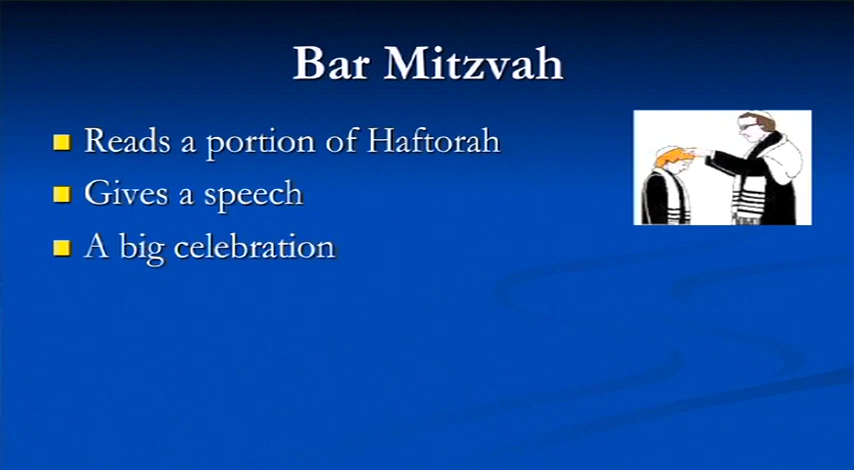 Bar Mitzvah
Reads a portion of Haftorah
Gives a speech
A big celebration